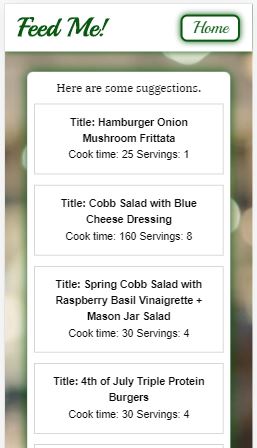 Feed Me!
Home
Here are some suggestions.
Title: Hamburger Onion
Mushroom Frittata
Cook time: 25 Servings: 1
Title: Cobb Salad with Blue
Cheese Dressing
Cook time: 160 Servings: 8
Title: Spring Cobb Salad with
Raspberry Basil Vinaigrette +
Mason Jar Salad
Cook time: 30 Servings: 4
Title: 4th of July Triple Protein
Burgers
Cook time: 30 Servings: 4